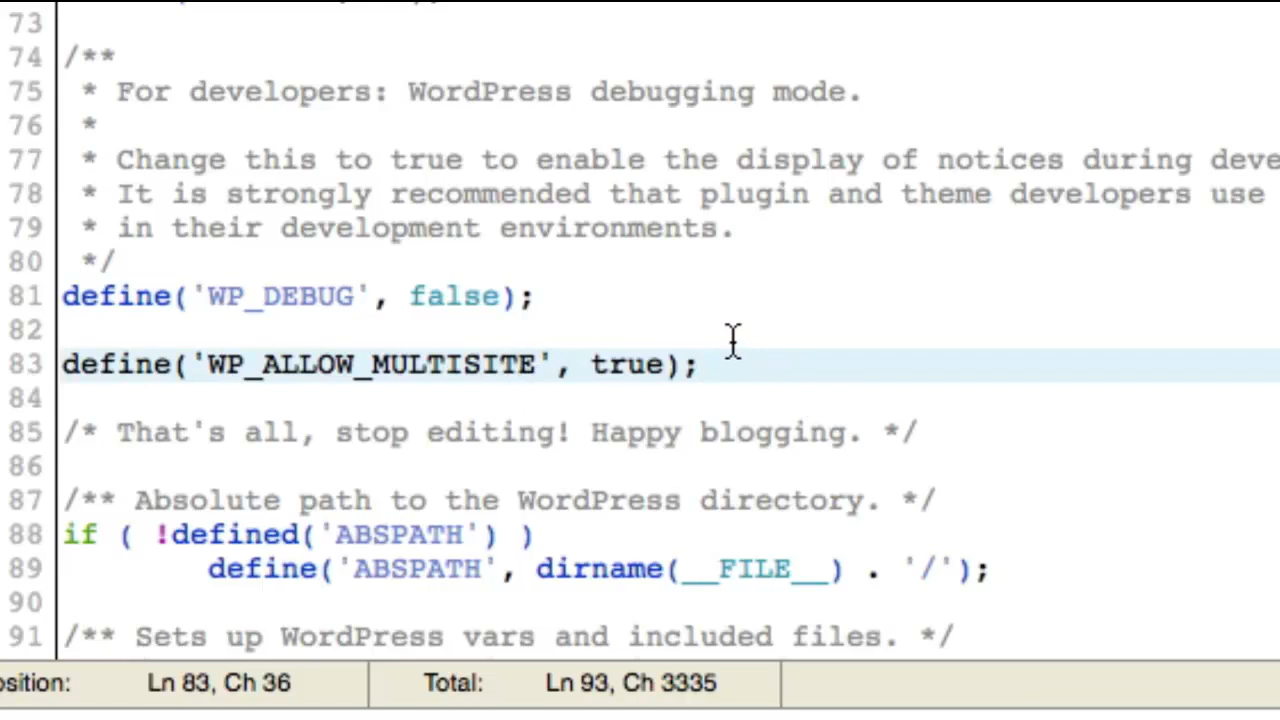 73
74 /**
75  * For developers: WordPress debugging mode.
76  *
77  * Change this to true to enable the display of notices during deve
78  * It is strongly recommended that plugin and theme developers use
79  * in their development environments.
80  */
81 define('WP_DEBUG', false);
82
83 define('WP_ALLOW_MULTISITE', true);
84
85 /* That's all, stop editing! Happy blogging. */
86
87 /** Absolute path to the WordPress directory. */
88 if ( !defined('ABSPATH') )
89         define('ABSPATH', dirname(__FILE__) . '/');
90
91 /** Sets up WordPress vars and included files. */
osition: Ln 83, Ch 36 Total: Ln 93, Ch 3335